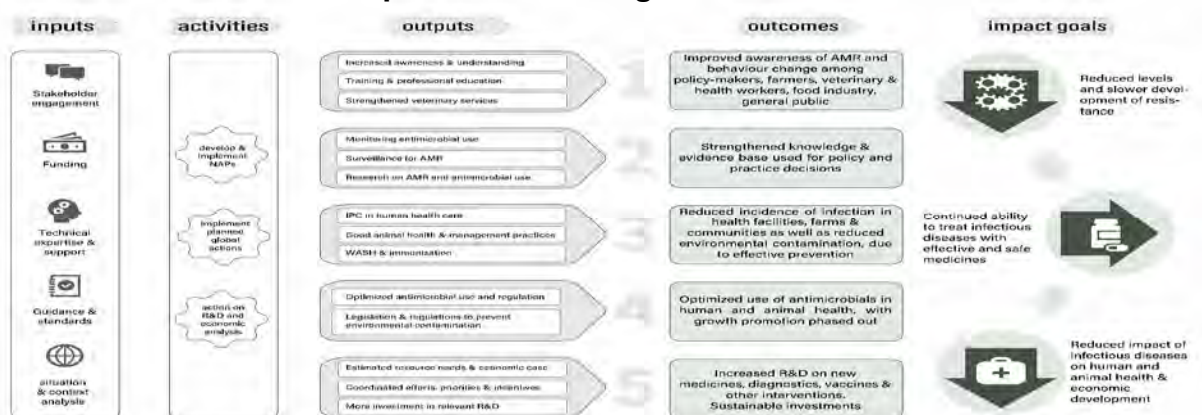 inputs
activities
outputs
outcomes
impact goals
Stakeholder
engagement
Funding
Technical
expertise &
support
Guidance &
standards
situation
& context
analysis
develop &
implement
NAPs
implement
planned
global
actions
action on
R&D and
economic
analysis
Increased awareness & understanding
Training & professional education
Strengthened veterinary services
1
Monitoring antimicrobial use
Surveillance for AMR
Research on AMR and antimicrobial use
2
IPC in human health care
Good animal health & management practices
WASH & immunisation
3
Optimized antimicrobial use and regulation
Legislation & regulations to prevent
environmental contamination
4
Estimated resource needs & economic case
Coordinated efforts, priorities & incentives
More investment in relevant R&D
5
Improved awareness of AMR and
behaviour change among
policy-makers, farmers, veterinary &
health workers, food industry,
general public
Strengthened knowledge &
evidence base used for policy and
practice decisions
Reduced incidence of infection in
health facilities, farms &
communities as well as reduced
environmental contamination, due
to effective prevention
Optimized use of antimicrobials in
human and animal health, with
growth promotion phased out
Increased R&D on new
medicines, diagnostics, vaccines &
other interventions.
Sustainable investments
Reduced levels
and slower devel-
opment of resis-
tance
Continued ability
to treat infectious
diseases with
effective and safe
medicines
Reduced impact of
infectious diseases
on human and
animal health &
economic
development